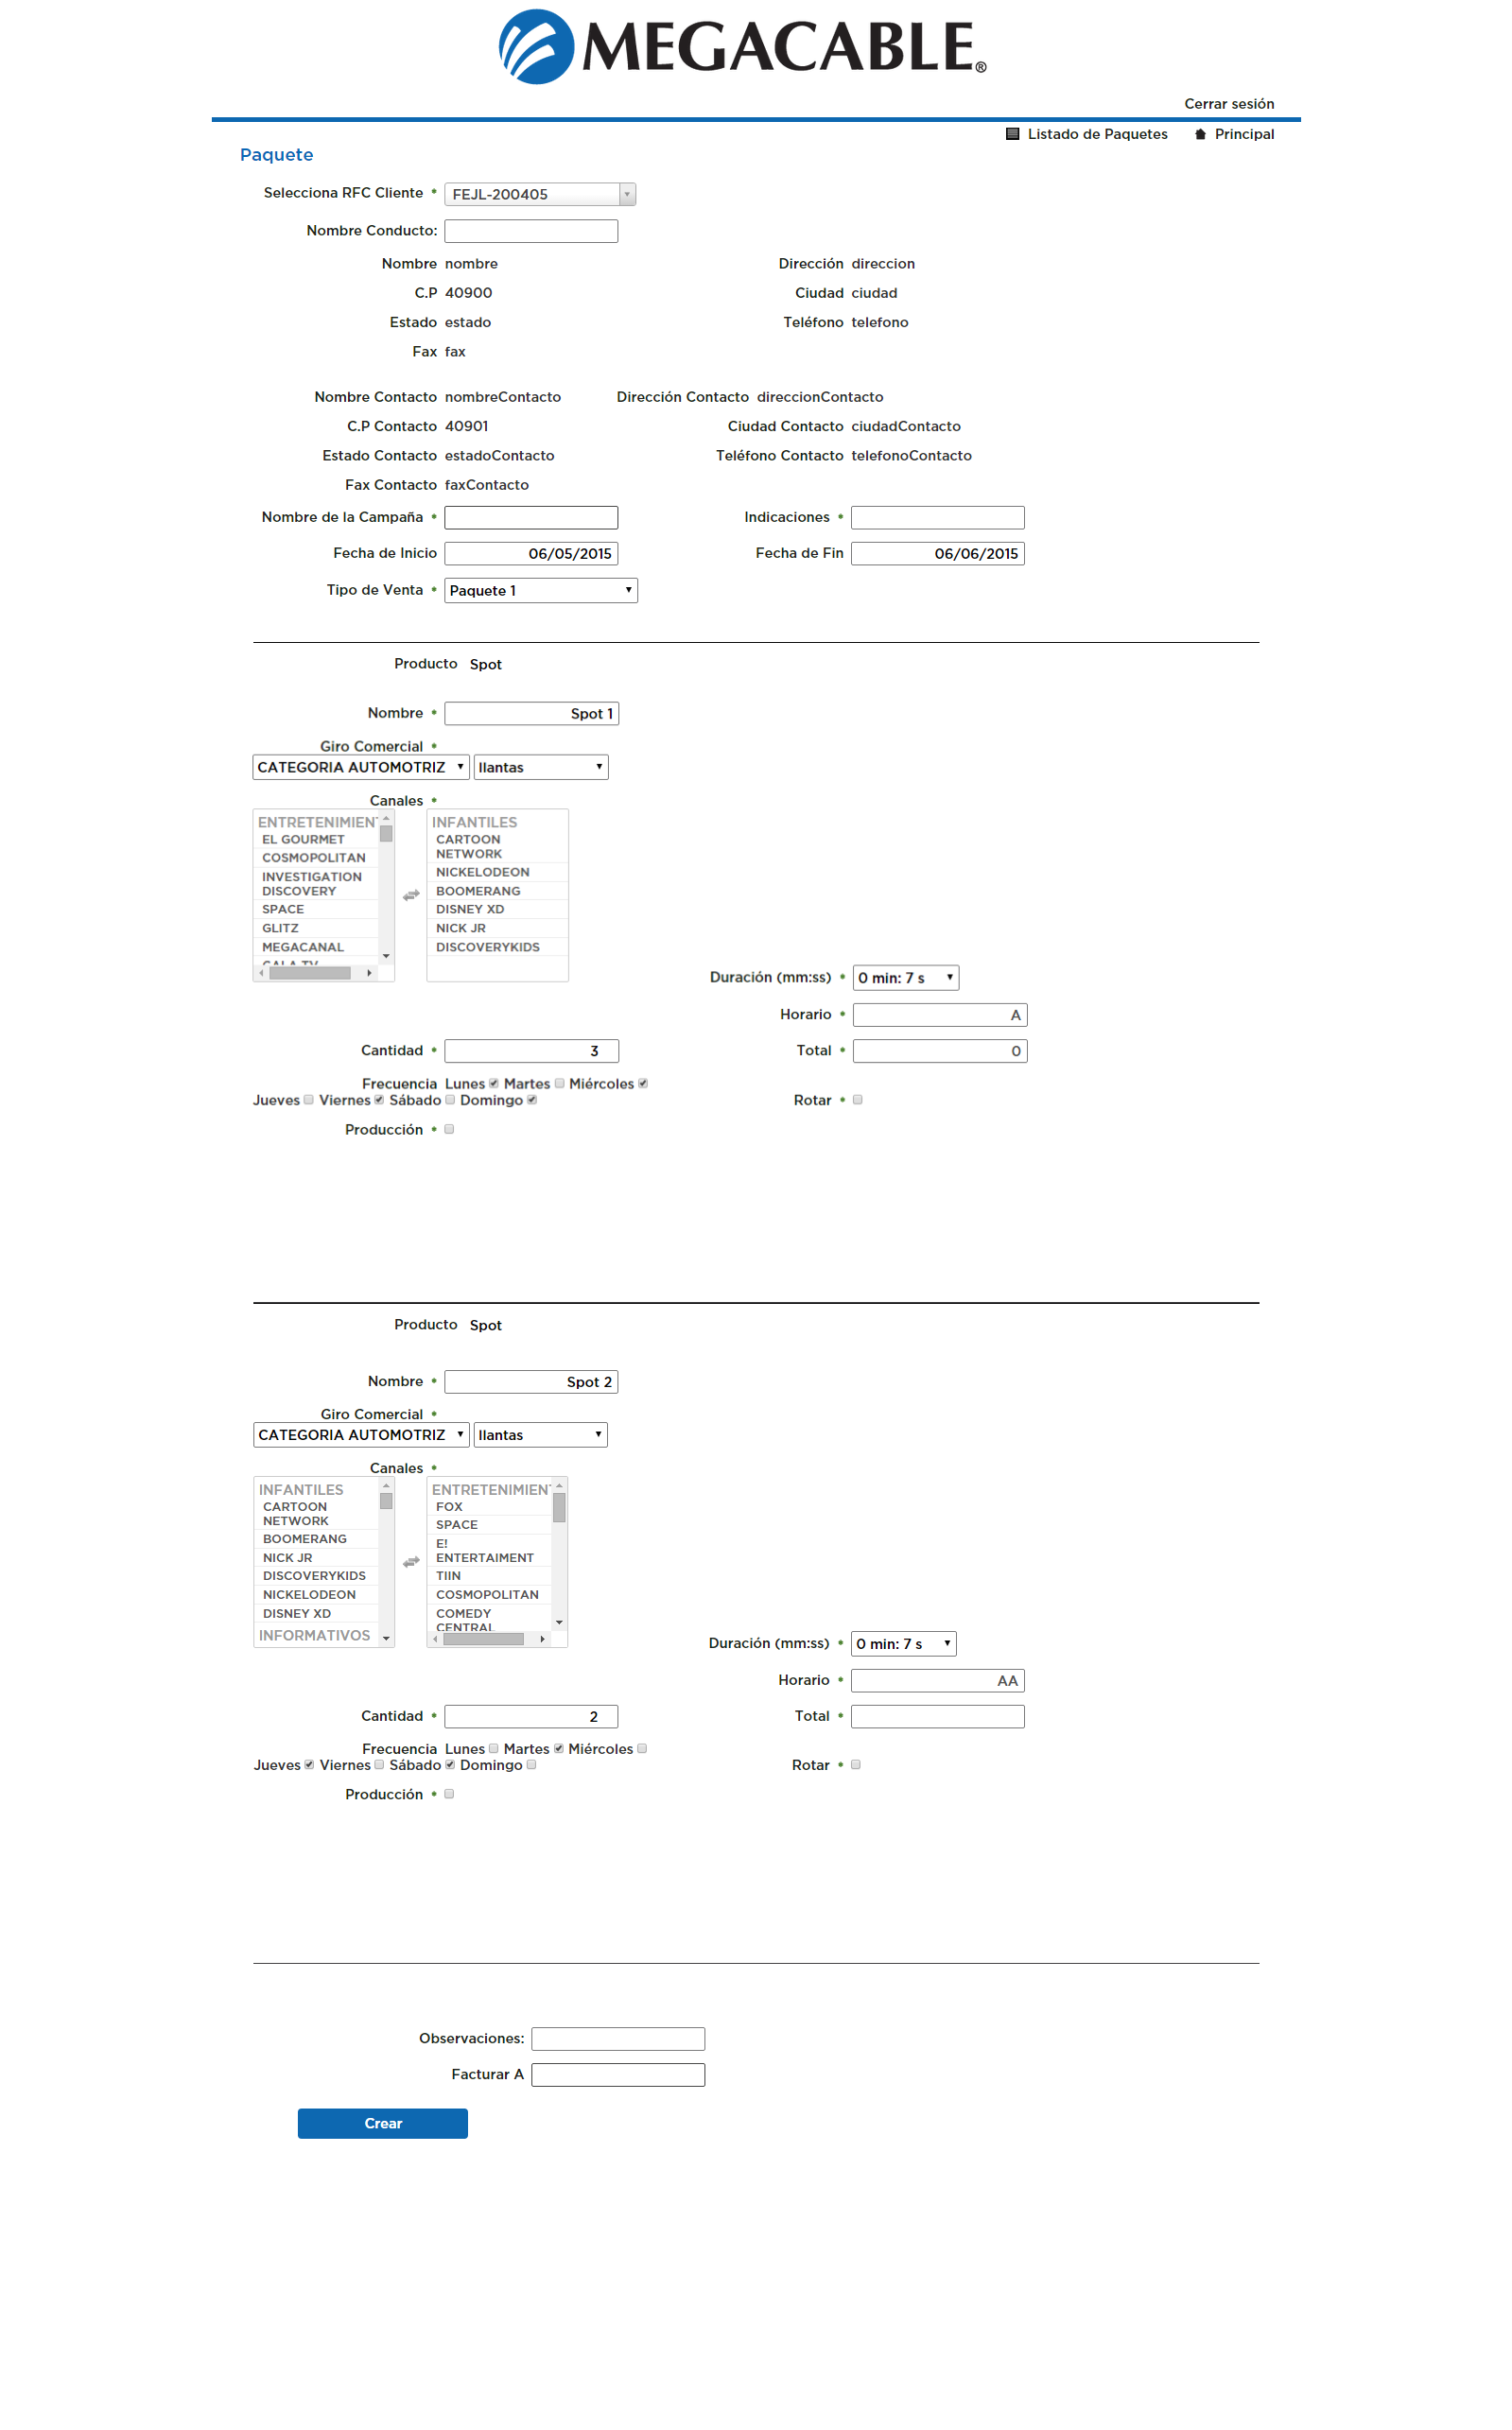 MEGACABLE®
Cerrar sesión
Listado de Paquetes Principal
Paquete
Selecciona RFC Cliente * FEJL-200405
Nombre Conducto:
Nombre nombre Dirección direccion
C.P 40900 Ciudad ciudad
Estado estado Teléfono telefono
Fax fax
Nombre Contacto nombreContacto Dirección Contacto direccionContacto
C.P Contacto 40901 Ciudad Contacto ciudadContacto
Estado Contacto estadoContacto Teléfono Contacto telefonoContacto
Fax Contacto faxContacto
Nombre de la Campaña * Indicaciones *
Fecha de Inicio 06/05/2015 Fecha de Fin 06/06/2015
Tipo de Venta * Paquete 1
Producto Spot
Nombre * Spot 1
Giro Comercial *
CATEGORIA AUTOMOTRIZ llantas
Canales *
ENTRETENIMIEN
EL GOURMET
COSMOPOLITAN
INVESTIGATION
DISCOVERY
SPACE
GLITZ
MEGACANAL
GALA TV
INFANTILES
CARTOON
NETWORK
NICKELODEON
BOOMERANG
DISNEY XD
NICK JR
DISCOVERYKIDS
Duración (mm:ss) * 0 min: 7 s
Horario * A
Cantidad * 3 Total * 0
Frecuencia Lunes Martes Miércoles
Jueves Viernes Sábado Domingo Rotar *
Producción *
Producto Spot
Nombre * Spot 2
Giro Comercial *
CATEGORIA AUTOMOTRIZ llantas
Canales *
INFANTILES
CARTOON
NETWORK
BOOMERANG
NICK JR
DISCOVERYKIDS
NICKELODEON
DISNEY XD
INFORMATIVOS
ENTRETENIMIEN
FOX
SPACE
E!
ENTERTAIMENT
TIIN
COSMOPOLITAN
COMEDY
CENTRAL
Duración (mm:ss) * 0 min: 7 s
Horario * AA
Cantidad * 2 Total *
Frecuencia Lunes Martes Miércoles
Jueves Viernes Sábado Domingo Rotar *
Producción *
Observaciones:
Facturar A
Crear